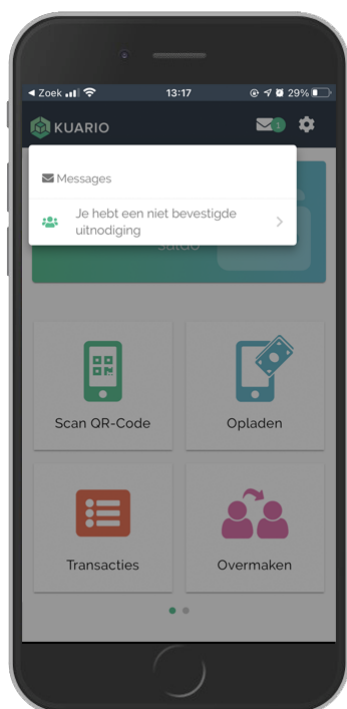 Zoek
13:17
29%
KUARIO
1
Messages
Je hebt een niet bevestigde
uitnodiging
saldo
Scan QR-Code
Opladen
Transacties
Overmaken